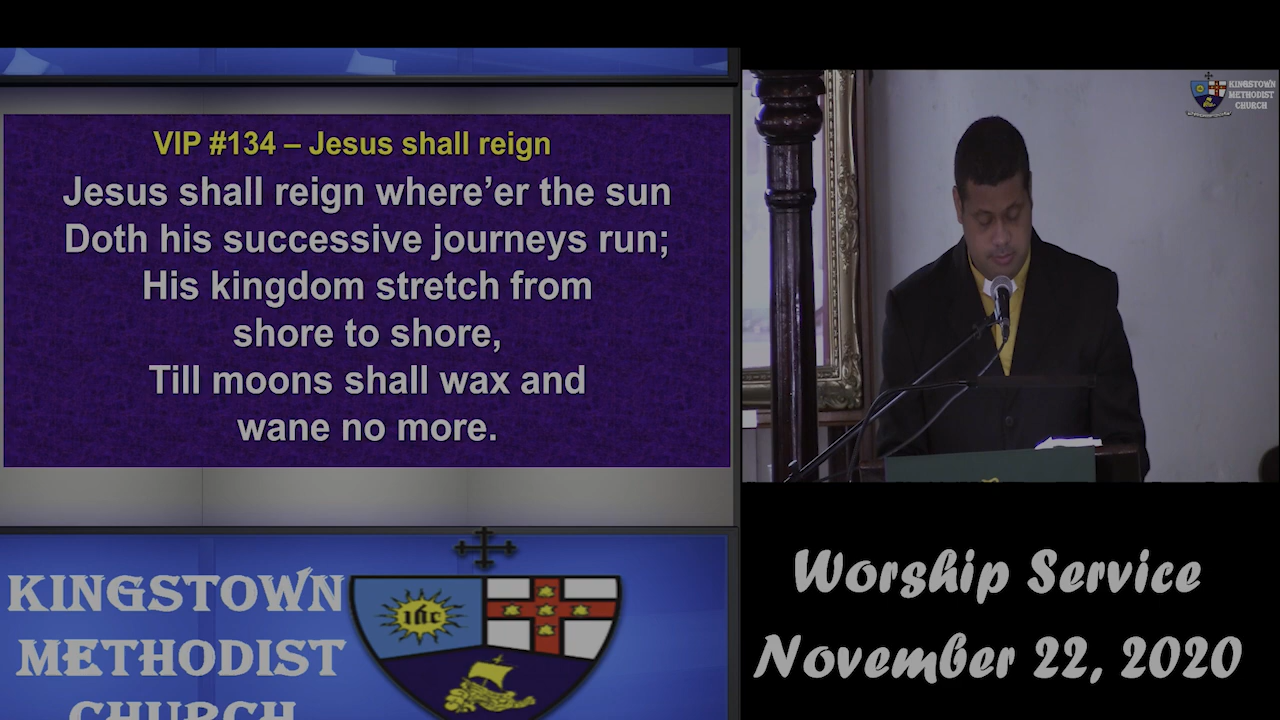 VIP #134 – Jesus shall reign
Jesus shall reign where’er the sun
Doth his successive journeys run;
His kingdom stretch from
shore to shore,
Till moons shall wax and
wane no more.
KINGSTOWN
METHODIST
CHURCH
IHC
KINGSTOWN
METHODIST
CHURCH
Worship Service
November 22, 2020